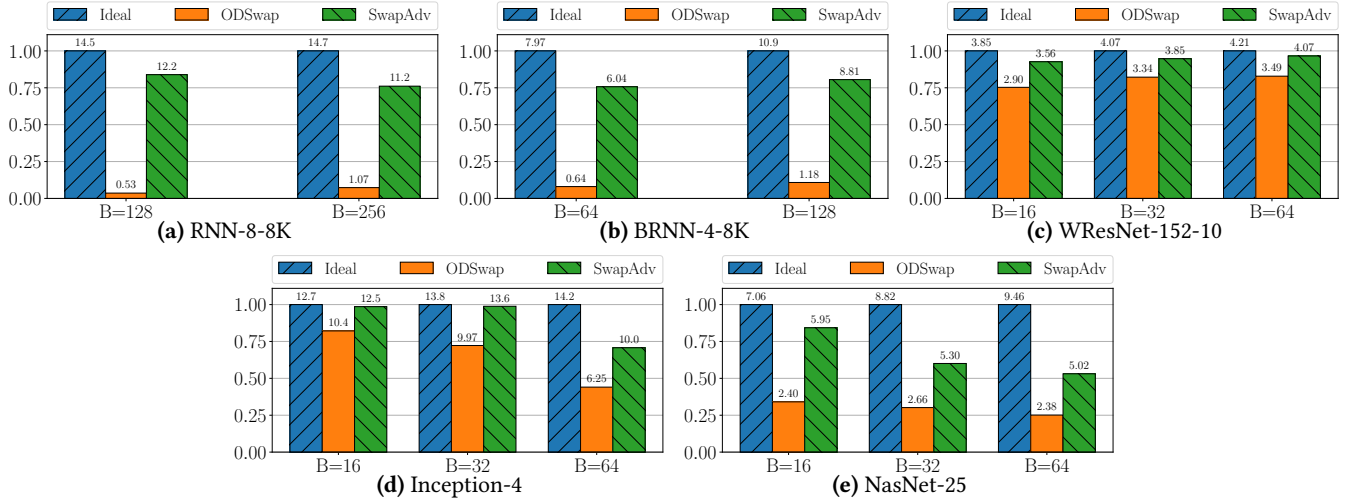 Ideal ODSwap SwapAdv
1.00
0.75
0.50
0.25
0.00
14.5 0.53 12.2
14.7 1.07 11.2
B=128 B=256
(a) RNN-8-8K
Ideal ODSwap SwapAdv
1.00
0.75
0.50
0.25
0.00
7.97 0.64 6.04
10.9 1.18 8.81
B=64 B=128
(b) BRNN-4-8K
Ideal ODSwap SwapAdv
1.00
0.75
0.50
0.25
0.00
3.85 2.90 3.56
4.07 3.34 3.85
4.21 3.49 4.07
B=16 B=32 B=64
(c) WResNet-152-10
Ideal ODSwap SwapAdv
1.00
0.75
0.50
0.25
0.00
12.7 10.4 12.5
13.8 9.97 13.6
14.2 6.25 10.0
B=16 B=32 B=64
(d) Inception-4
Ideal ODSwap SwapAdv
1.00
0.75
0.50
0.25
0.00
7.06 2.40 5.95
8.82 2.66 5.30
9.46 2.38 5.02
B=16 B=32 B=64
(e) NasNet-25